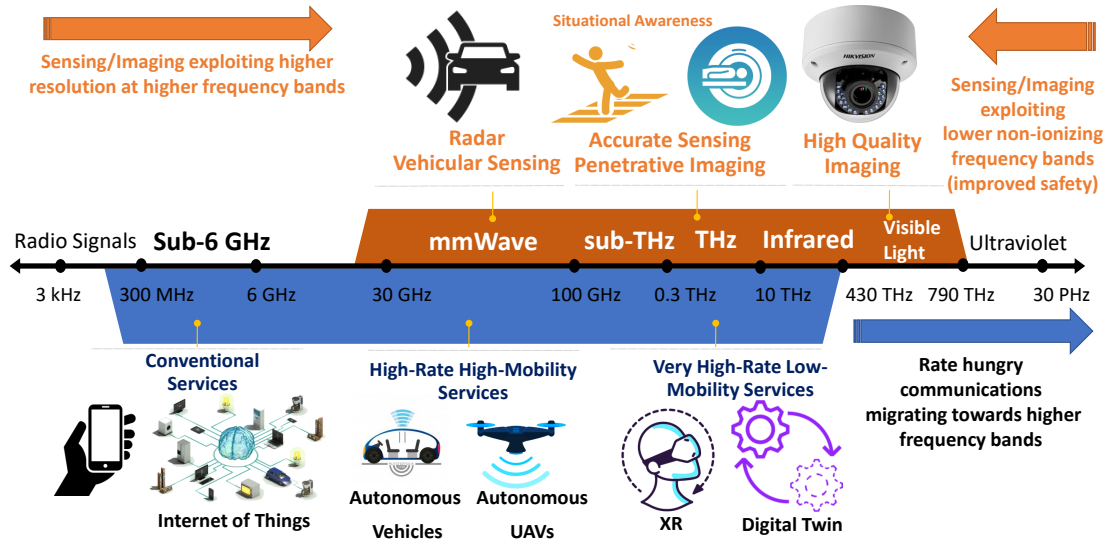 Situational Awareness
Sensing/Imaging exploiting higher
resolution at higher frequency bands
HIKVISION
Sensing/Imaging
exploiting
lower non-ionizing
frequency bands
(improved safety)
Radar
Vehicular Sensing
Accurate Sensing
Penetrative Imaging
High Quality
Imaging
Radio Signals
Sub-6 GHz
mmWave
sub-THz
THz
Infrared
Visible
Light
Ultraviolet
3 kHz
300 MHz
6 GHz
30 GHz
100 GHz
0.3 THz
10 THz
430 THz
790 THz
30 PHz
Conventional
Services
High-Rate High-Mobility
Services
Very High-Rate Low-
Mobility Services
Rate hungry
communications
migrating towards higher
frequency bands
Internet of Things
Autonomous
Vehicles
Autonomous
UAVs
XR
Digital Twin